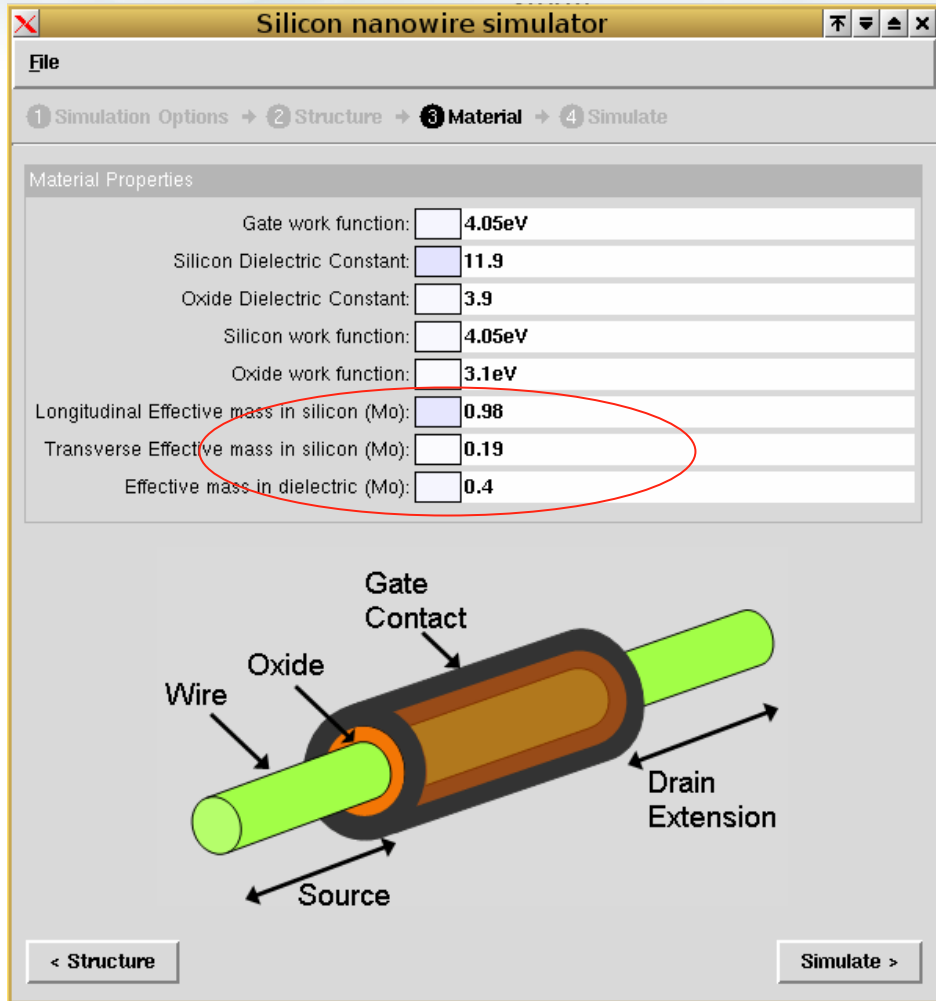 Silicon nanowire simulator
File
1 Simulation Options → 2 Structure → 3 Material → 4 Simulate
Material Properties
Gate work function: 4.05eV
Silicon Dielectric Constant: 11.9
Oxide Dielectric Constant: 3.9
Silicon work function: 4.05eV
Oxide work function: 3.1eV
Longitudinal Effective mass in silicon (Mo): 0.98
Transverse Effective mass in silicon (Mo): 0.19
Effective mass in dielectric (Mo): 0.4
Gate
Contact
Oxide
Wire
Drain
Extension
Source
< Structure
Simulate >